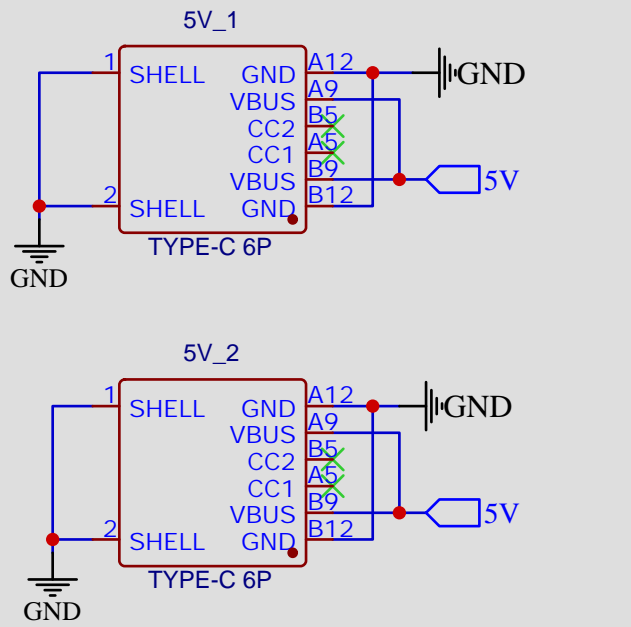 5V_1
1 SHELL GND A12 GND
VBUS A9
CC2 B5
CC1 A5
VBUS B9 5V
2 SHELL GND B12
TYPE-C 6P
GND
5V_2
1 SHELL GND A12 GND
VBUS A9
CC2 B5
CC1 A5
VBUS B9 5V
2 SHELL GND B12
TYPE-C 6P
GND